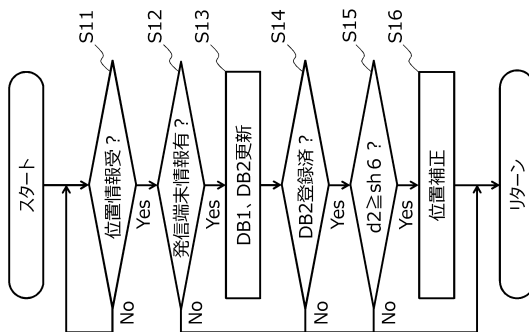 スタート
S11
位置情報受？
No
Yes
S12
発信端末情報有？
No
Yes
S13
DB1、DB2更新
S14
DB2登録済？
No
Yes
S15
d2≧sh6？
No
Yes
S16
位置補正
リターン